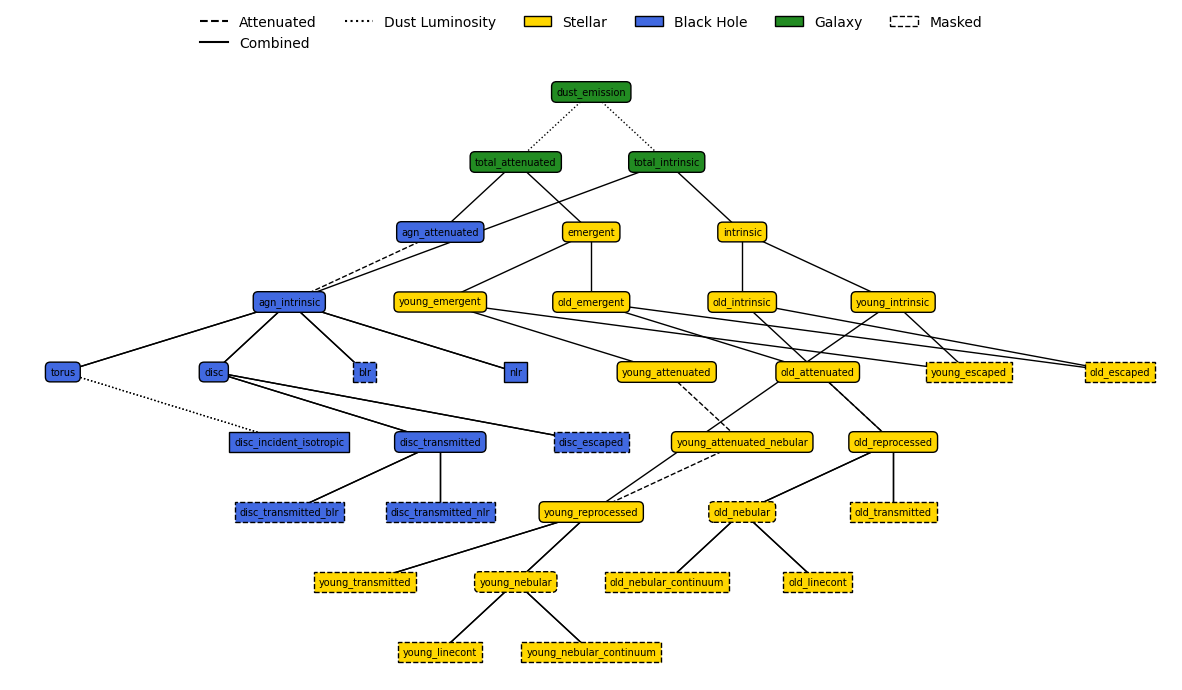 Attenuated Dust Luminosity Stellar Black Hole Galaxy Masked
Combined
dust_emission
total_attenuated total_intrinsic
agn_attenuated emergent intrinsic
agn_intrinsic young_emergent old_emergent old_intrinsic young_intrinsic
torus disc blr nlr young_attenuated old_attenuated young_escaped old_escaped
disc_incident_isotropic disc_transmitted disc_escaped young_attenuated_nebular old_reprocessed
disc_transmitted_blr disc_transmitted_nlr young_reprocessed old_nebular old_transmitted
young_transmitted young_nebular old_nebular_continuum old_linecont
young_linecont young_nebular_continuum